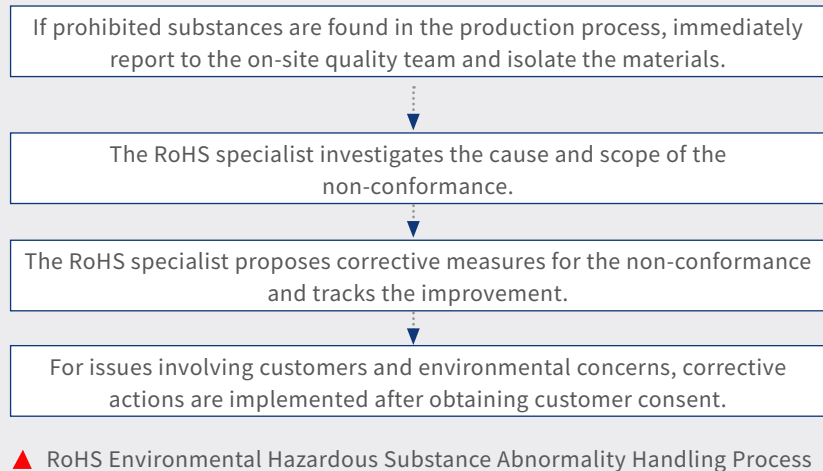 If prohibited substances are found in the production process, immediately
report to the on-site quality team and isolate the materials.
The RoHS specialist investigates the cause and scope of the
non-conformance.
The RoHS specialist proposes corrective measures for the non-conformance
and tracks the improvement.
For issues involving customers and environmental concerns, corrective
actions are implemented after obtaining customer consent.
▲ RoHS Environmental Hazardous Substance Abnormality Handling Process